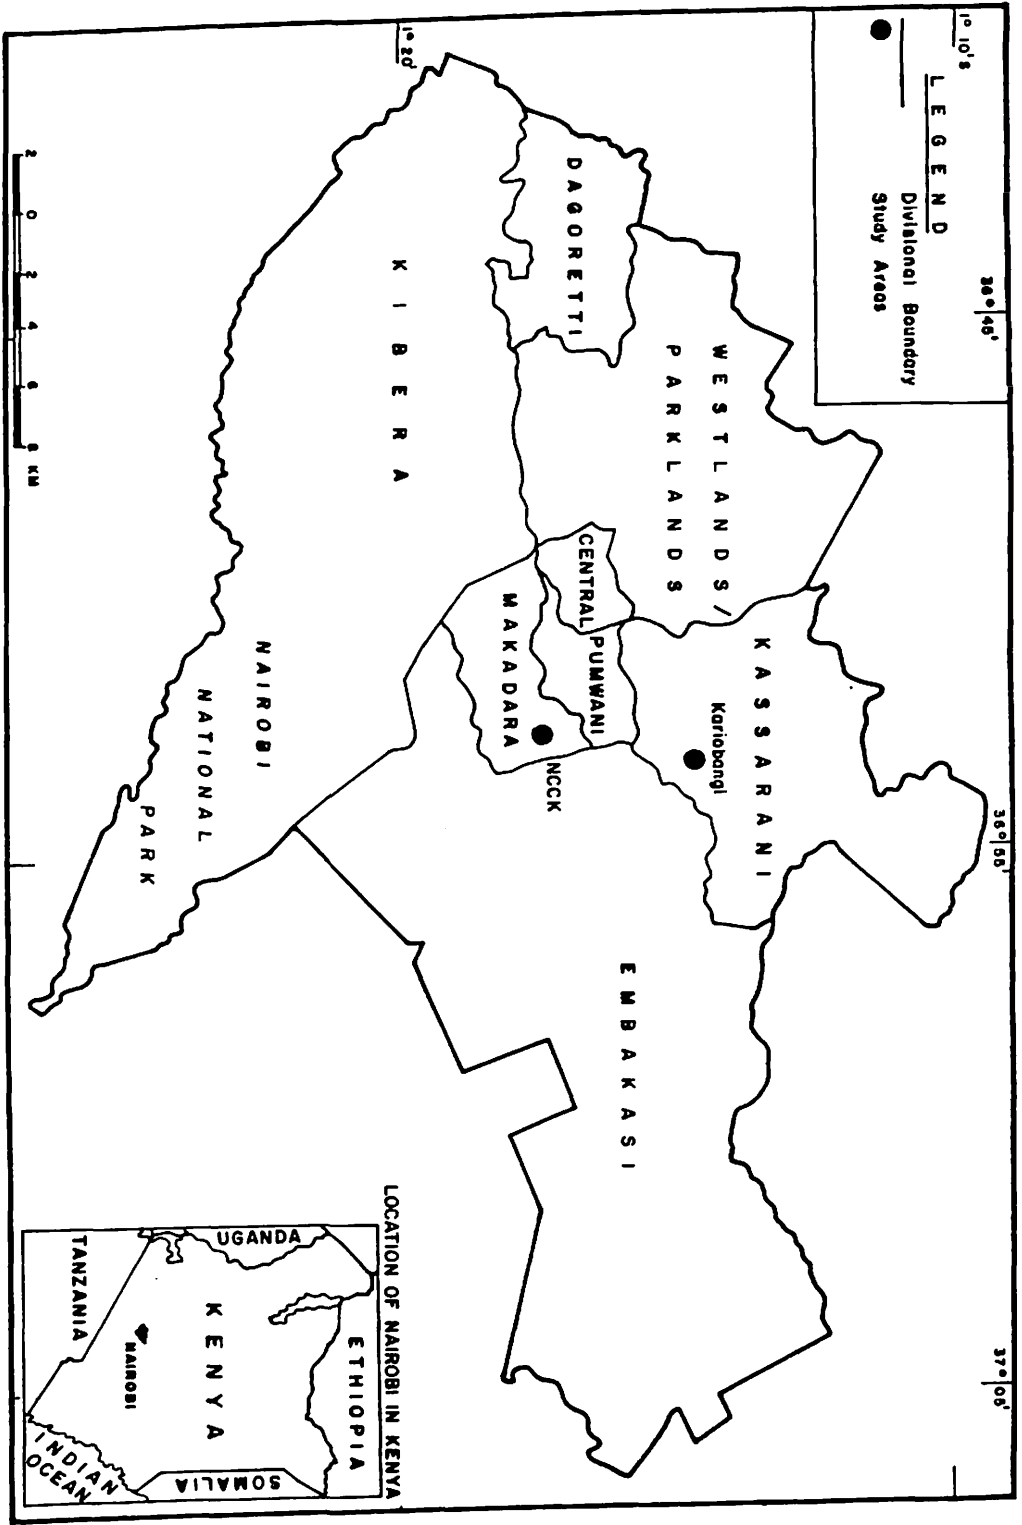 1° 10's
36° 45'
36° 55'
37° 05'
LEGEND
Divisional Boundary
Study Areas
1° 20'
DAGORETTI
WESTLANDS/
PARKLANDS
KASSARANI
Kariobangi
CENTRAL
PUMWANI
MAKADARA
NCCK
EMBAKASI
KIBERA
NAIROBI
NATIONAL
PARK
2 0 2 4 6 8 KM
LOCATION OF NAIROBI IN KENYA
ETHIOPIA
UGANDA
KENYA
SOMALIA
NAIROBI
TANZANIA
INDIAN
OCEAN